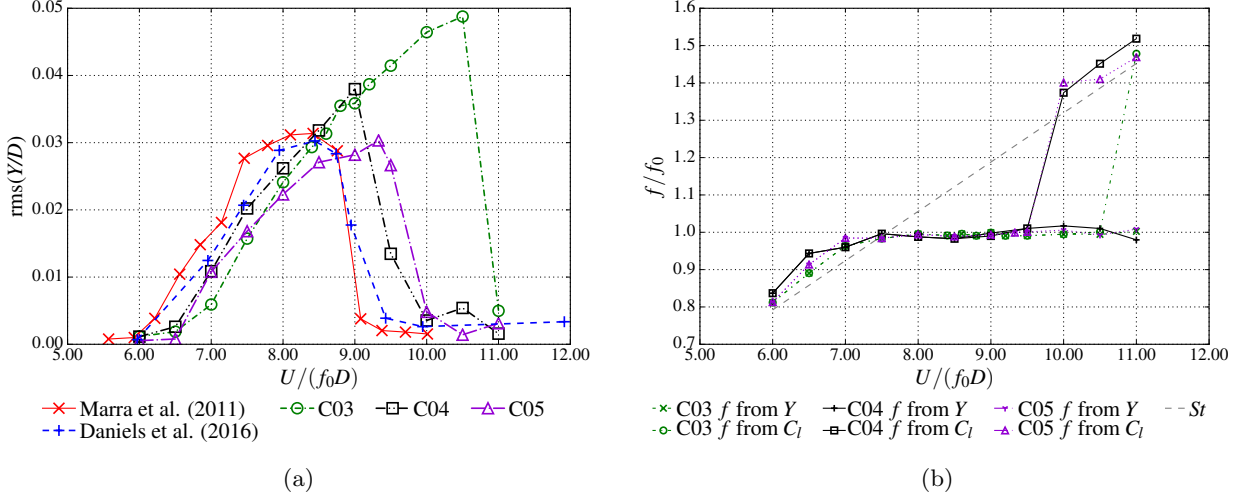 0.05
0.04
0.03
0.02
0.01
0.00
rms(Y/D)
5.00 6.00 7.00 8.00 9.00 10.00 11.00 12.00
U/(f₀D)
Marra et al. (2011) C03 C04 C05
Daniels et al. (2016)
(a)
1.6
1.5
1.4
1.3
1.2
1.1
1.0
0.9
0.8
0.7
f/f₀
5.00 6.00 7.00 8.00 9.00 10.00 11.00 12.00
U/(f₀D)
C03 f from Y C04 f from Y C05 f from Y St
C03 f from Cₗ C04 f from Cₗ C05 f from Cₗ
(b)